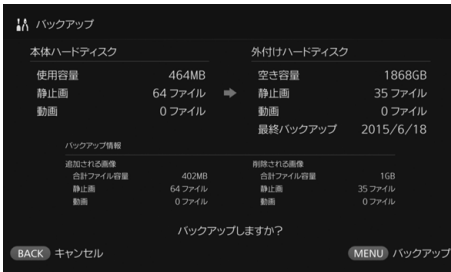 バックアップ
本体ハードディスク
使用容量 464MB
静止画 64 ファイル
動画 0 ファイル
外付けハードディスク
空き容量 1868GB
静止画 35 ファイル
動画 0 ファイル
最終バックアップ 2015/6/18
バックアップ情報
追加される画像
合計ファイル容量 402MB
静止画 64 ファイル
動画 0 ファイル
削除される画像
合計ファイル容量 1GB
静止画 35 ファイル
動画 0 ファイル
バックアップしますか?
BACK キャンセル
MENU バックアップ